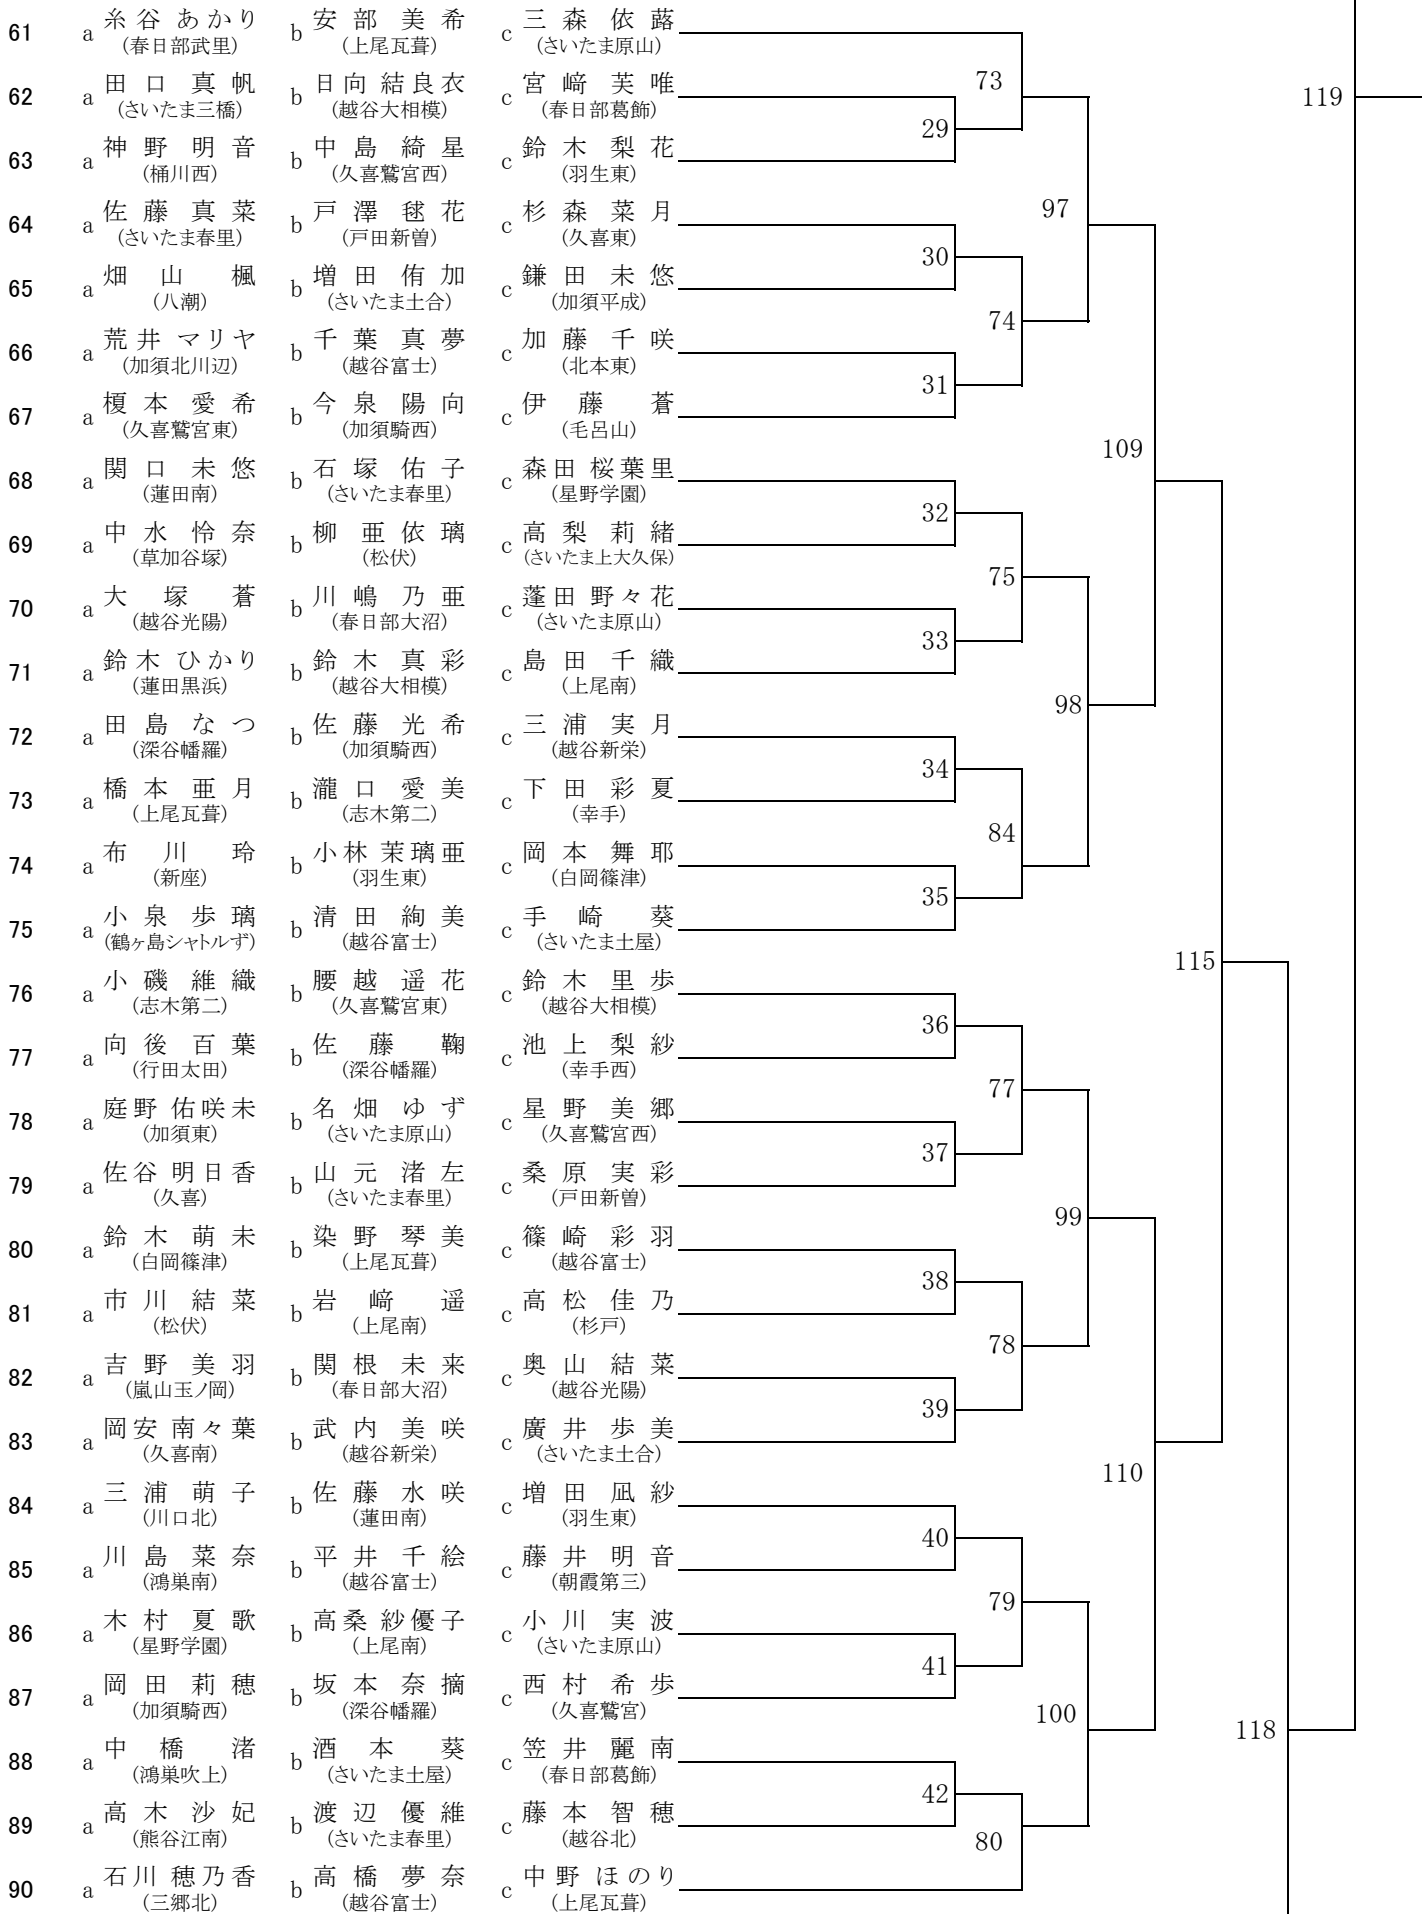 61 a 糸谷 あかり b 安部美希 c 三森依蕗
(春日部武里) (上尾瓦葺) (さいたま原山)
73
62 a 田口真帆 b 日向結良衣 c 宮﨑芙唯
(さいたま三橋) (越谷大相模) (春日部葛飾)
119
29
63 a 神野明音 b 中島綺星 c 鈴木梨花
(桶川西) (久喜鷲宮西) (羽生東)
97
64 a 佐藤真菜 b 戸澤毬花 c 杉森菜月
(さいたま春里) (戸田新曽) (久喜東)
30
65 a 畑山楓 b 増田侑加 c 鎌田未悠
(八潮) (さいたま土合) (加須平成)
74
66 a 荒井 マリヤ b 千葉真夢 c 加藤千咲
(加須北川辺) (越谷富士) (北本東)
31
67 a 榎本愛希 b 今泉陽向 c 伊藤蒼
(久喜鷲宮東) (加須騎西) (毛呂山)
109
68 a 関口未悠 b 石塚佑子 c 森田 桜葉里
(蓮田南) (さいたま春里) (星野学園)
32
69 a 中水怜奈 b 柳亜依璃 c 高梨莉緒
(草加谷塚) (松伏) (さいたま上大久保)
75
70 a 大塚蒼 b 川嶋乃亜 c 蓬田 野々花
(越谷光陽) (春日部大沼) (さいたま原山)
33
71 a 鈴木 ひかり b 鈴木真彩 c 島田千織
(蓮田黒浜) (越谷大相模) (上尾南)
98
72 a 田島なつ b 佐藤光希 c 三浦実月
(深谷幡羅) (加須騎西) (越谷新栄)
34
73 a 橋本亜月 b 瀧口愛美 c 下田彩夏
(上尾瓦葺) (志木第二) (幸手)
84
74 a 布川玲 b 小林 茉璃亜 c 岡本舞耶
(新座) (羽生東) (白岡篠津)
35
75 a 小泉歩璃 b 清田絢美 c 手崎葵
(鶴ヶ島シャトルず) (越谷富士) (さいたま土屋)
115
76 a 小磯維織 b 腰越遥花 c 鈴木里歩
(志木第二) (久喜鷲宮東) (越谷大相模)
36
77 a 向後百葉 b 佐藤鞠 c 池上梨紗
(行田太田) (深谷幡羅) (幸手西)
77
78 a 庭野 佑咲未 b 名畑ゆず c 星野美郷
(加須東) (さいたま原山) (久喜鷲宮西)
37
79 a 佐谷 明日香 b 山元渚左 c 桑原実彩
(久喜) (さいたま春里) (戸田新曽)
99
80 a 鈴木萌未 b 染野琴美 c 篠崎彩羽
(白岡篠津) (上尾瓦葺) (越谷富士)
38
81 a 市川結菜 b 岩﨑遥 c 高松佳乃
(松伏) (上尾南) (杉戸)
78
82 a 吉野美羽 b 関根未来 c 奥山結菜
(嵐山玉ノ岡) (春日部大沼) (越谷光陽)
39
83 a 岡安 南々葉 b 武内美咲 c 廣井歩美
(久喜南) (越谷新栄) (さいたま土合)
110
84 a 三浦萌子 b 佐藤水咲 c 増田凪紗
(川口北) (蓮田南) (羽生東)
40
85 a 川島菜奈 b 平井千絵 c 藤井明音
(鴻巣南) (越谷富士) (朝霞第三)
79
86 a 木村夏歌 b 高桑 紗優子 c 小川実波
(星野学園) (上尾南) (さいたま原山)
41
87 a 岡田莉穂 b 坂本奈摘 c 西村希歩
(加須騎西) (深谷幡羅) (久喜鷲宮)
100
118
88 a 中橋渚 b 酒本葵 c 笠井麗南
(鴻巣吹上) (さいたま土屋) (春日部葛飾)
42
89 a 高木沙妃 b 渡辺優維 c 藤本智穂
(熊谷江南) (さいたま春里) (越谷北)
80
90 a 石川 穂乃香 b 高橋夢奈 c 中野 ほのり
(三郷北) (越谷富士) (上尾瓦葺)